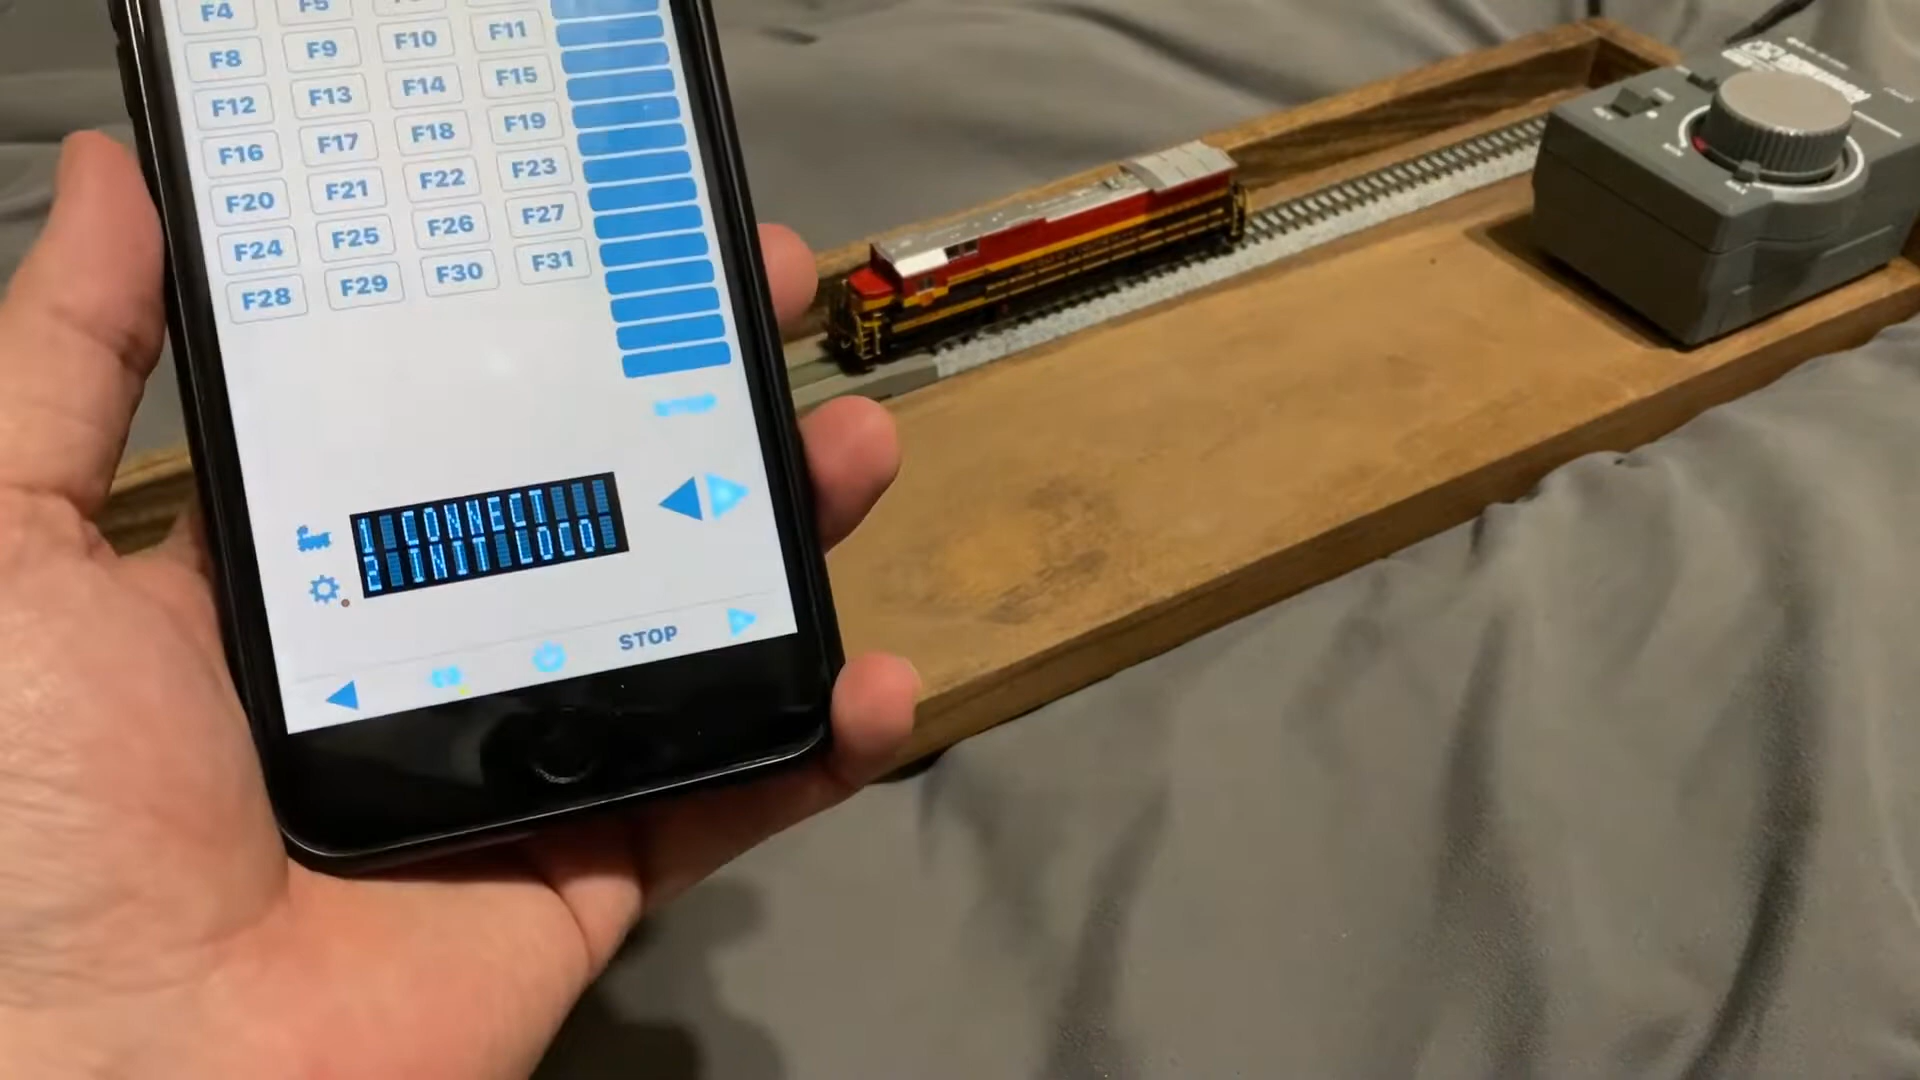 F4 F5
F8 F9 F10 F11
F12 F13 F14 F15
F16 F17 F18 F19
F20 F21 F22 F23
F24 F25 F26 F27
F28 F29 F30 F31
STOP
1 CONNECT
2 INIT LOCO
STOP